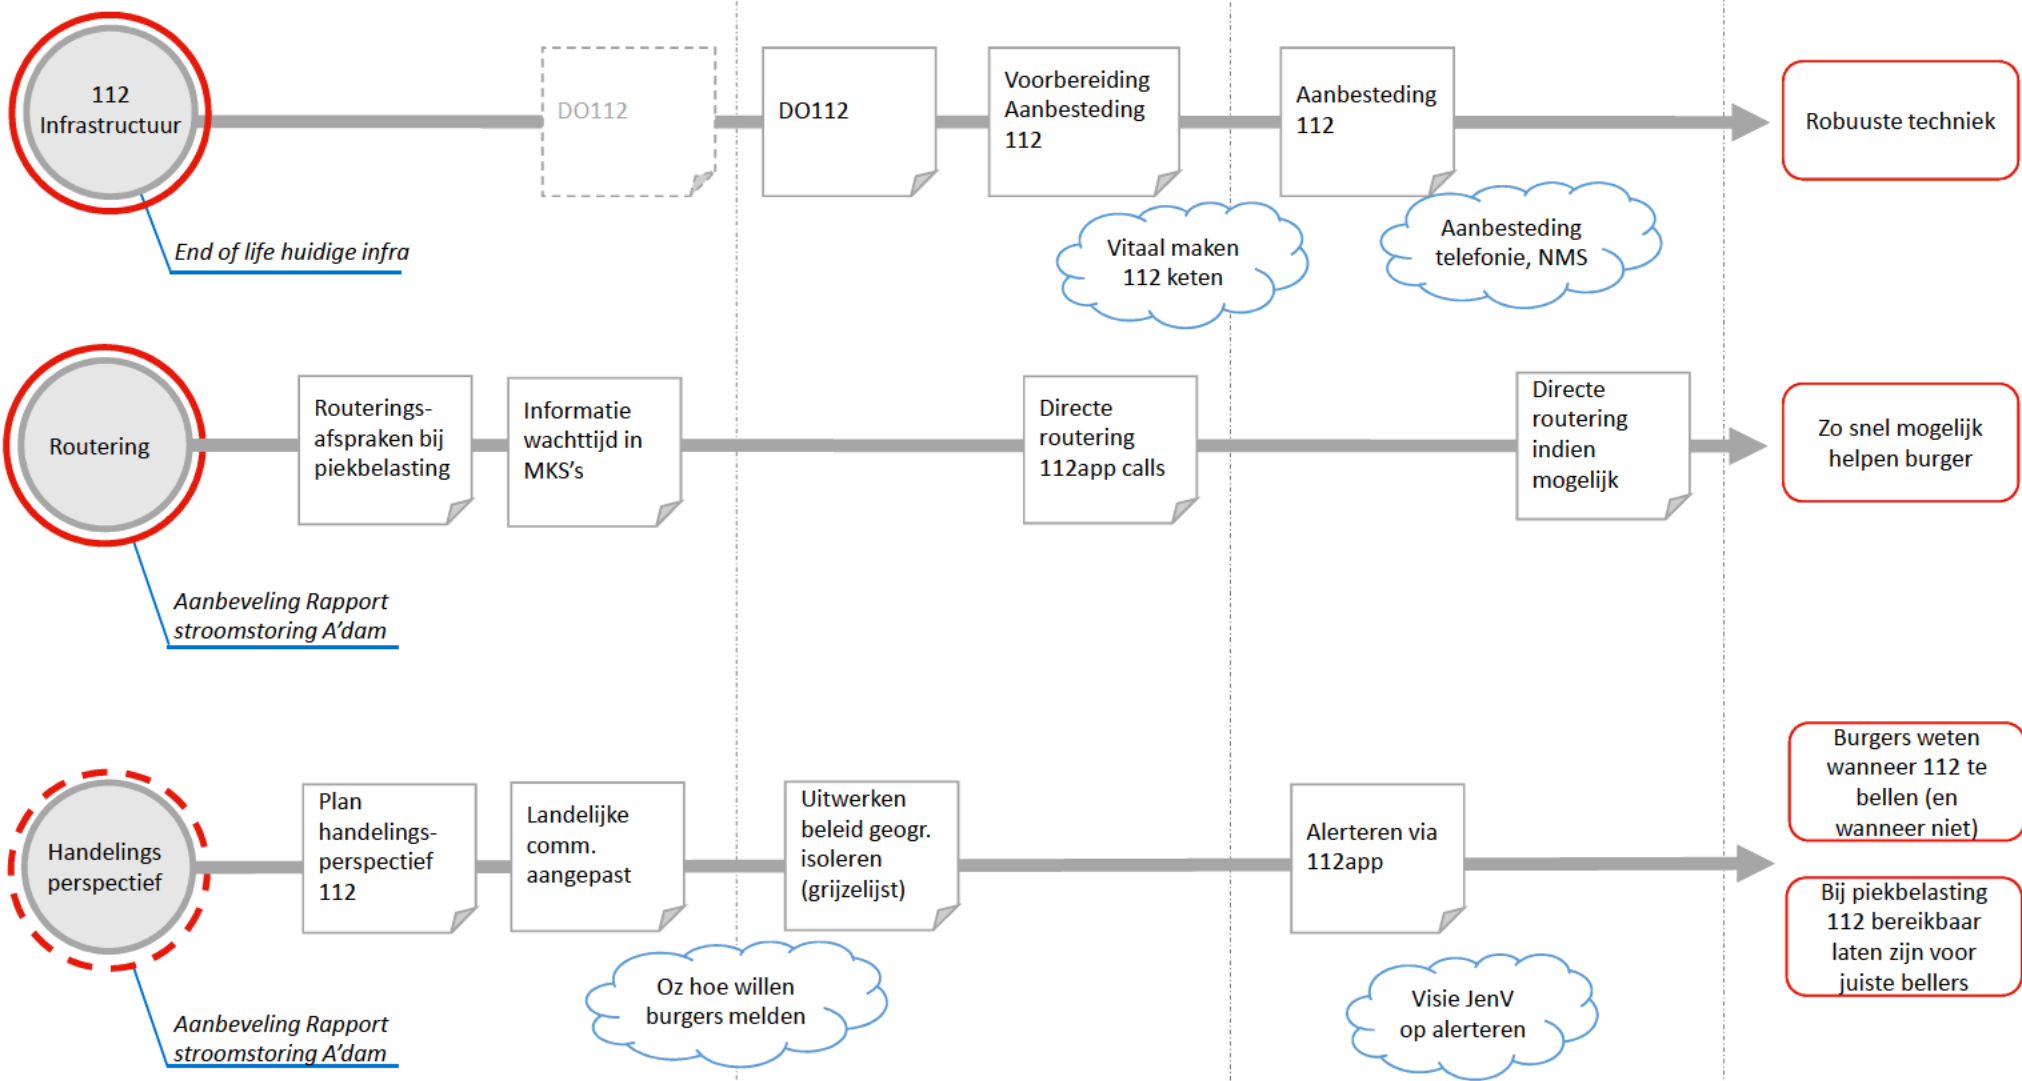 112
Infrastructuur
DO112
DO112
Voorbereiding
Aanbesteding
112
Aanbesteding
112
Robuuste techniek
End of life huidige infra
Vitaal maken
112 keten
Aanbesteding
telefonie, NMS
Routering
Routerings-
afspraken bij
piekbelasting
Informatie
wachttijd in
MKS's
Directe
routering
112app calls
Directe
routering
indien
mogelijk
Zo snel mogelijk
helpen burger
Aanbeveling Rapport
stroomstoring A'dam
Handelings
perspectief
Plan
handelings-
perspectief
112
Landelijke
comm.
aangepast
Uitwerken
beleid geogr.
isoleren
(grijzelijst)
Alerteren via
112app
Burgers weten
wanneer 112 te
bellen (en
wanneer niet)
Bij piekbelasting
112 bereikbaar
laten zijn voor
juiste bellers
Oz hoe willen
burgers melden
Visie JenV
op alerteren
Aanbeveling Rapport
stroomstoring A'dam